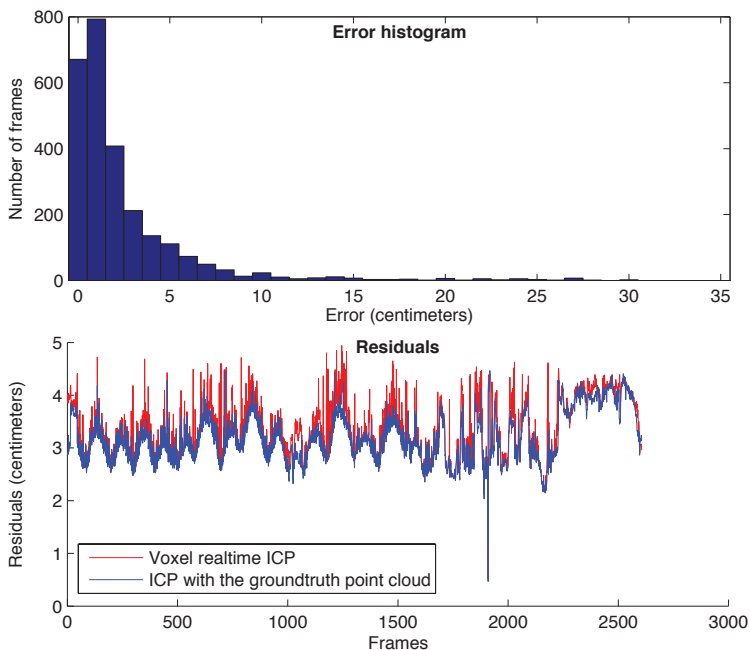 Error histogram
Number of frames
800
600
400
200
0
0 5 10 15 20 25 30 35
Error (centimeters)
Residuals
Residuals (centimeters)
5
4
3
2
1
0
Voxel realtime ICP
ICP with the groundtruth point cloud
0 500 1000 1500 2000 2500 3000
Frames